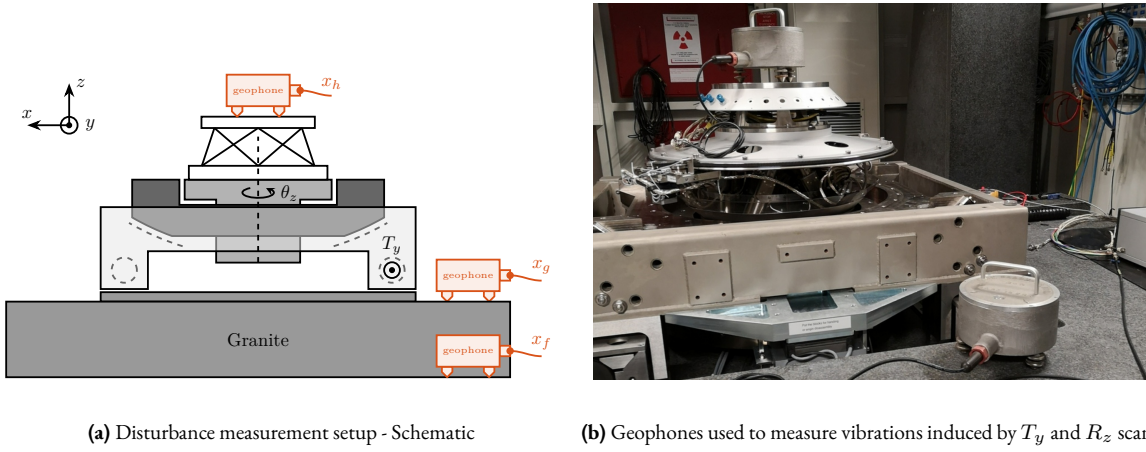 geophone
x_h
z
x
y
θ_z
T_y
geophone
x_g
Granite
geophone
x_f
(a) Disturbance measurement setup - Schematic
(b) Geophones used to measure vibrations induced by T_y and R_z scan